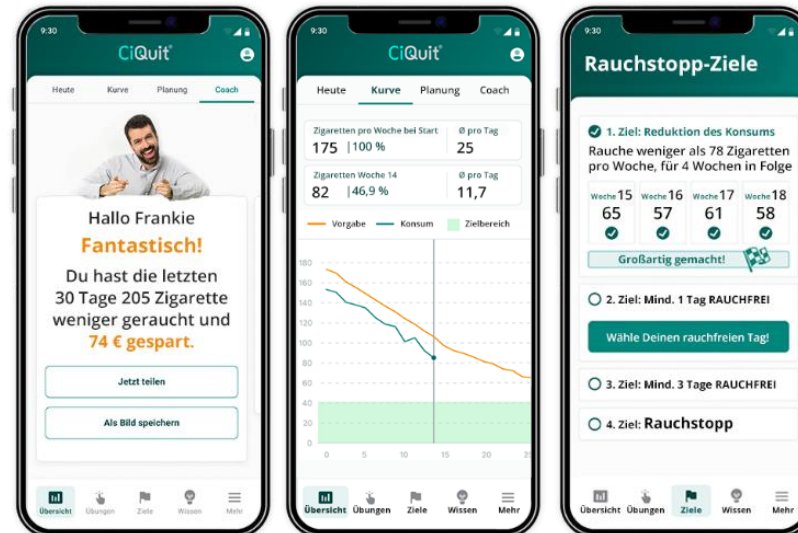 9:30
CiQuit®
Heute Kurve Planung Coach
Hallo Frankie
Fantastisch!
Du hast die letzten
30 Tage 205 Zigarette
weniger geraucht und
74 € gespart.
Jetzt teilen
Als Bild speichern
Übersicht Übungen Ziele Wissen Mehr
9:30
CiQuit®
Heute Kurve Planung Coach
Zigaretten pro Woche bei Start Ø pro Tag
175 |100 % 25
Zigaretten Woche 14 Ø pro Tag
82 |46,9 % 11,7
Vorgabe Konsum Zielbereich
180
160
140
120
100
80
60
40
20
0
0 5 10 15 20 25
Übersicht Übungen Ziele Wissen Mehr
9:30
Rauchstopp-Ziele
1. Ziel: Reduktion des Konsums
Rauche weniger als 78 Zigaretten
pro Woche, für 4 Wochen in Folge
Woche 15 Woche 16 Woche 17 Woche 18
65 57 61 58
Großartig gemacht!
2. Ziel: Mind. 1 Tag RAUCHFREI
Wähle Deinen rauchfreien Tag!
3. Ziel: Mind. 3 Tage RAUCHFREI
4. Ziel: Rauchstopp
Übersicht Übungen Ziele Wissen Mehr